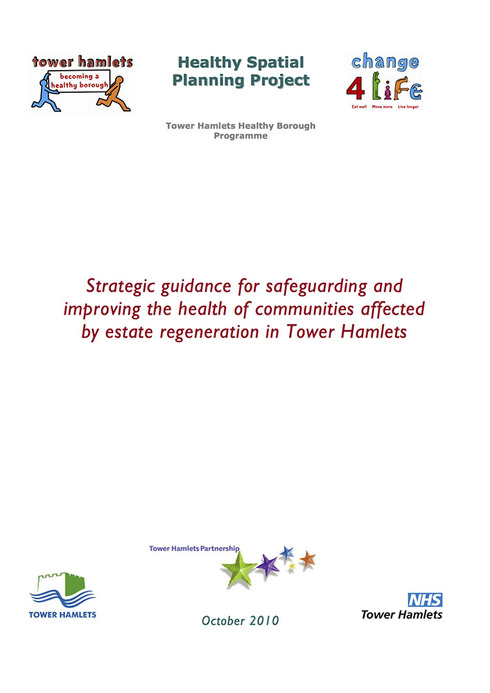 tower hamlets
becoming a
healthy borough
Healthy Spatial
Planning Project
change
4 LiFe
Eat well Move more Live longer
Tower Hamlets Healthy Borough
Programme
Strategic guidance for safeguarding and
improving the health of communities affected
by estate regeneration in Tower Hamlets
Tower Hamlets Partnership
TOWER HAMLETS
October 2010
NHS
Tower Hamlets